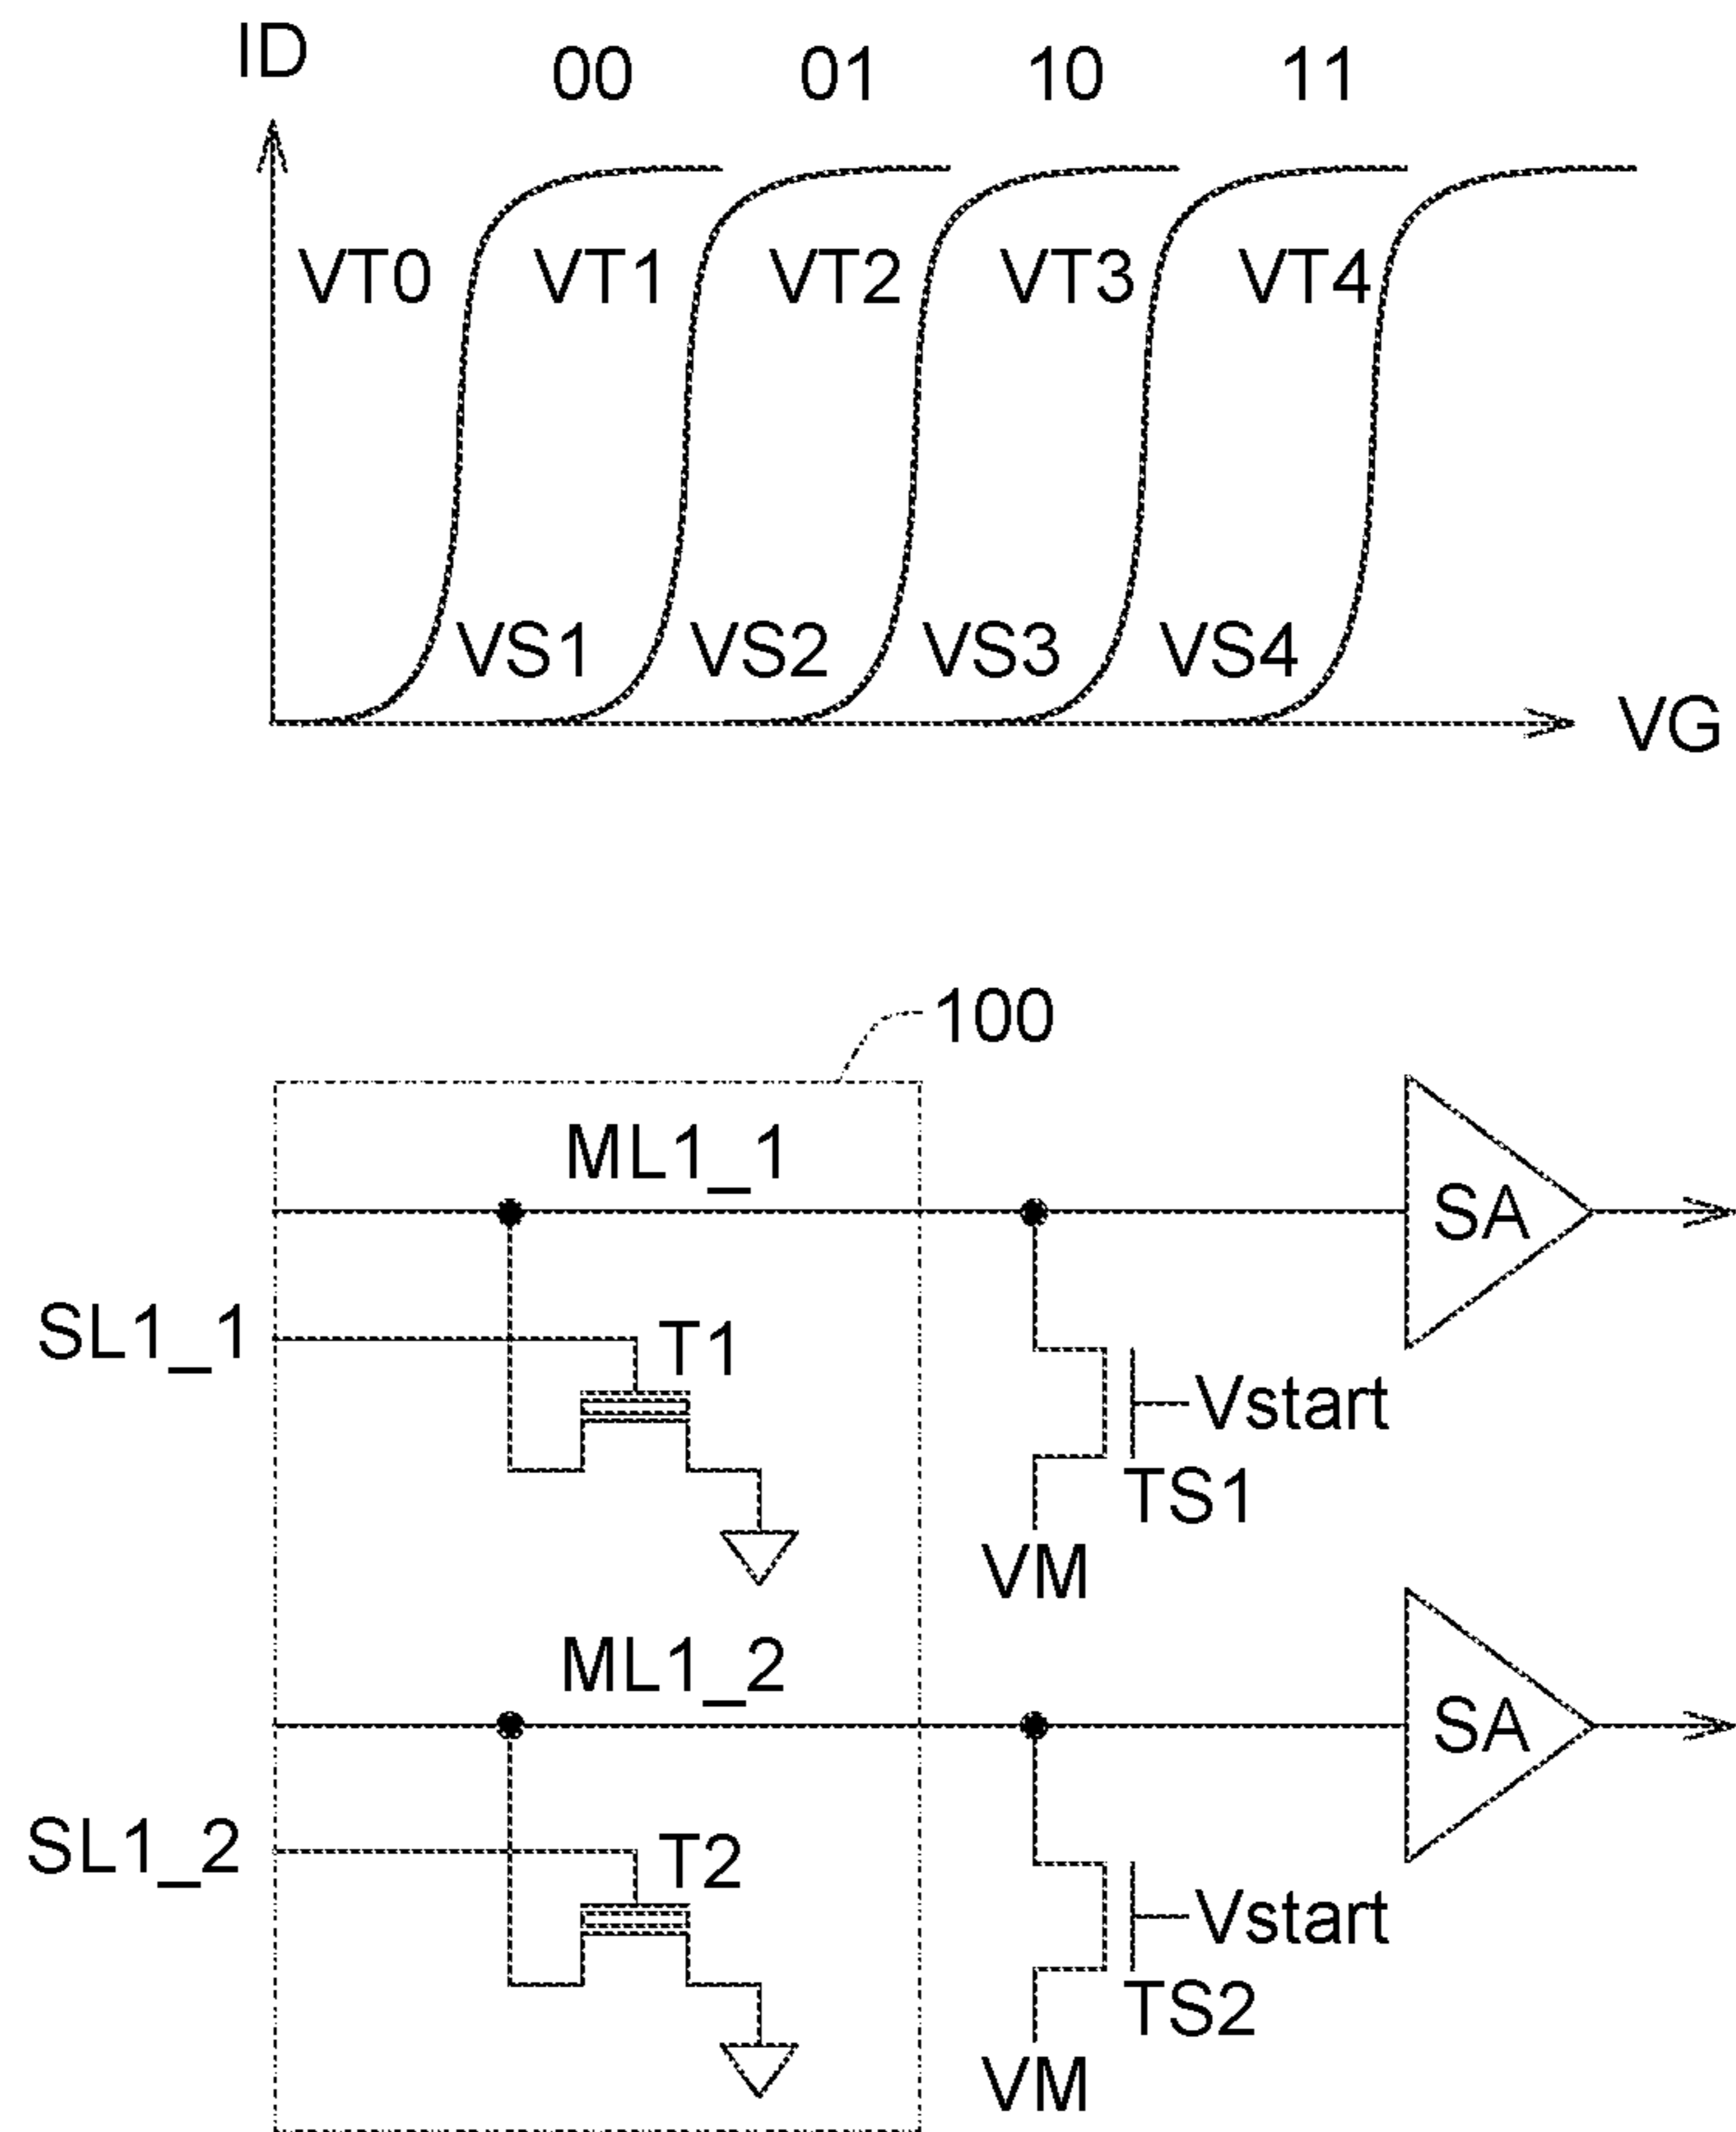 ID 00 01 10 11
VT0 VT1 VT2 VT3 VT4
VS1 VS2 VS3 VS4
VG
100
ML1_1
SA
SL1_1
T1
Vstart
TS1
VM
ML1_2
SA
SL1_2
T2
Vstart
TS2
VM